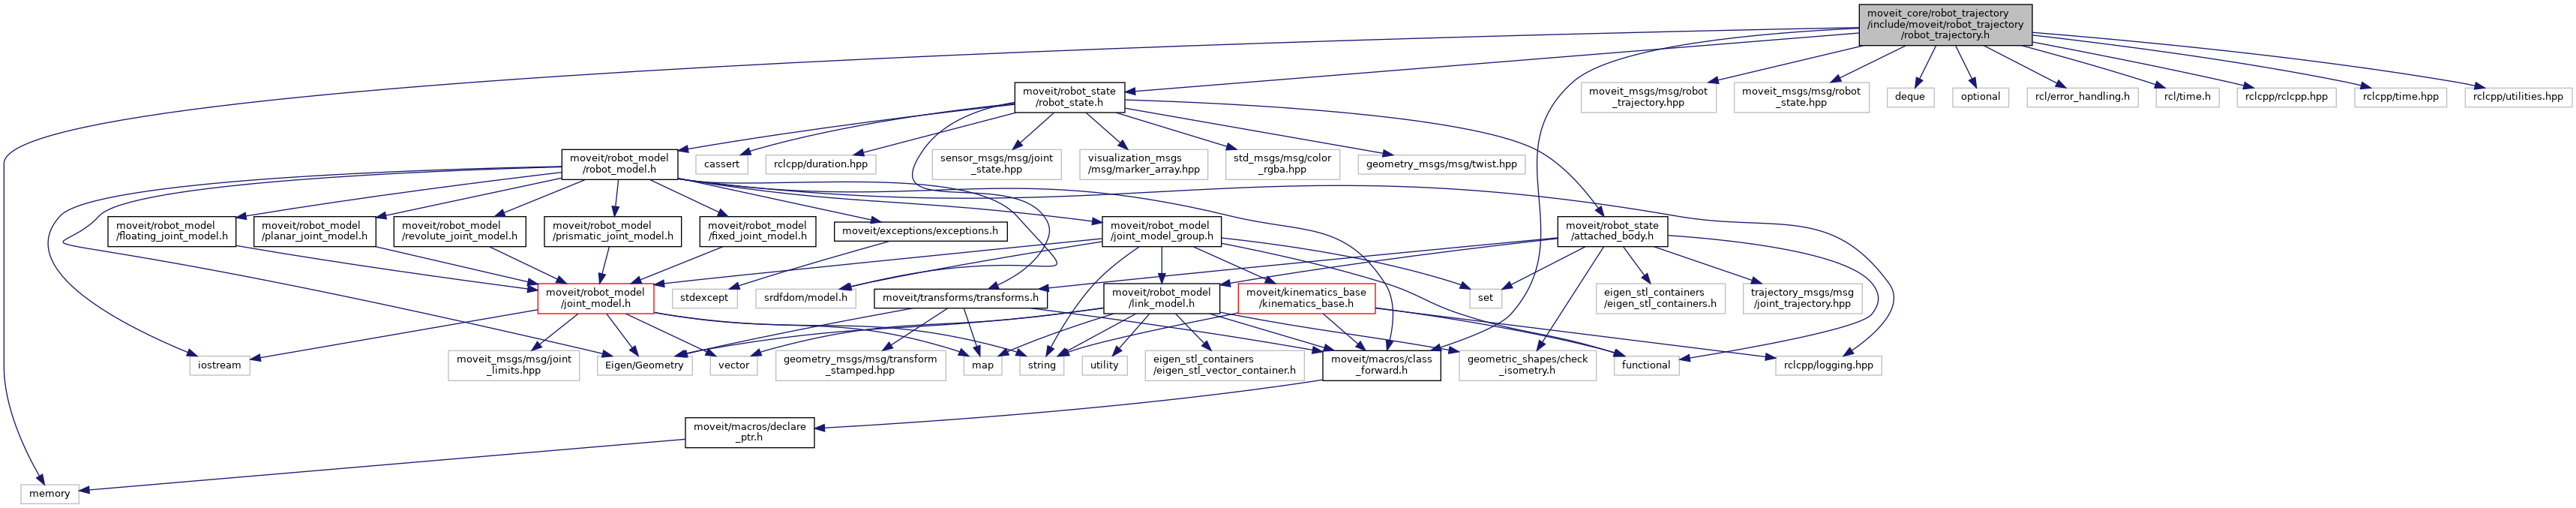 moveit_core/robot_trajectory
/include/moveit/robot_trajectory
/robot_trajectory.h
moveit/robot_state
/robot_state.h
moveit_msgs/msg/robot
_trajectory.hpp
moveit_msgs/msg/robot
_state.hpp
deque
optional
rcl/error_handling.h
rcl/time.h
rclcpp/rclcpp.hpp
rclcpp/time.hpp
rclcpp/utilities.hpp
moveit/robot_model
/robot_model.h
cassert
rclcpp/duration.hpp
sensor_msgs/msg/joint
_state.hpp
visualization_msgs
/msg/marker_array.hpp
std_msgs/msg/color
_rgba.hpp
geometry_msgs/msg/twist.hpp
moveit/robot_model
/floating_joint_model.h
moveit/robot_model
/planar_joint_model.h
moveit/robot_model
/revolute_joint_model.h
moveit/robot_model
/prismatic_joint_model.h
moveit/robot_model
/fixed_joint_model.h
moveit/exceptions/exceptions.h
moveit/robot_model
/joint_model_group.h
moveit/robot_state
/attached_body.h
moveit/robot_model
/joint_model.h
stdexcept
srdfdom/model.h
moveit/transforms/transforms.h
moveit/robot_model
/link_model.h
moveit/kinematics_base
/kinematics_base.h
set
eigen_stl_containers
/eigen_stl_containers.h
trajectory_msgs/msg
/joint_trajectory.hpp
iostream
moveit_msgs/msg/joint
_limits.hpp
Eigen/Geometry
vector
geometry_msgs/msg/transform
_stamped.hpp
map
string
utility
eigen_stl_containers
/eigen_stl_vector_container.h
moveit/macros/class
_forward.h
geometric_shapes/check
_isometry.h
functional
rclcpp/logging.hpp
moveit/macros/declare
_ptr.h
memory